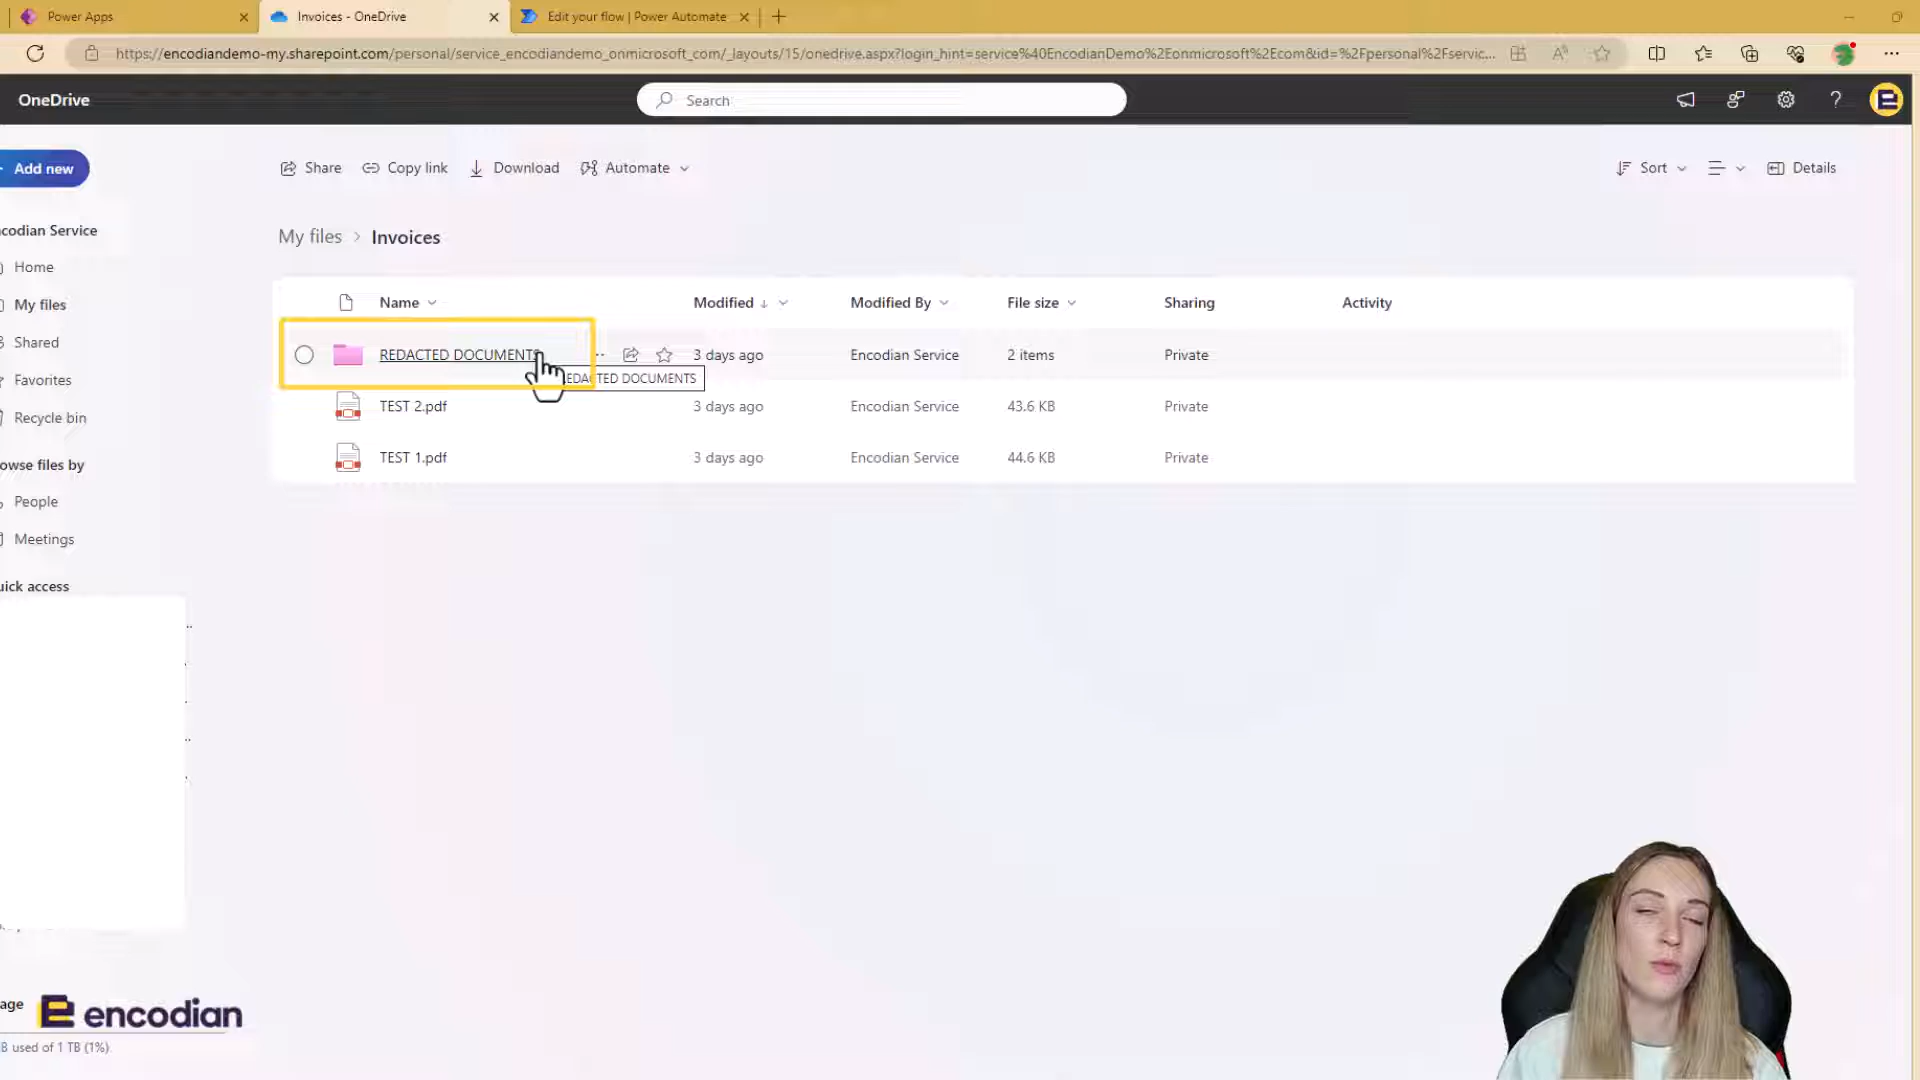 Power Apps
Invoices - OneDrive
Edit your flow | Power Automate
https://encodiandemo-my.sharepoint.com/personal/service_encodiandemo_onmicrosoft_com/_layouts/15/onedrive.aspx?login_hint=service%40EncodianDemo%2Eonmicrosoft%2Ecom&id=%2Fpersonal%2Fservic...
OneDrive
Search
Add new
Share
Copy link
Download
Automate
Sort
Details
codian Service
My files > Invoices
Home
My files
Shared
Favorites
Recycle bin
owse files by
People
Meetings
uick access
Name Modified Modified By File size Sharing Activity
REDACTED DOCUMENTS 3 days ago Encodian Service 2 items Private
EDACTED DOCUMENTS
TEST 2.pdf 3 days ago Encodian Service 43.6 KB Private
TEST 1.pdf 3 days ago Encodian Service 44.6 KB Private
age
encodian
B used of 1 TB (1%)